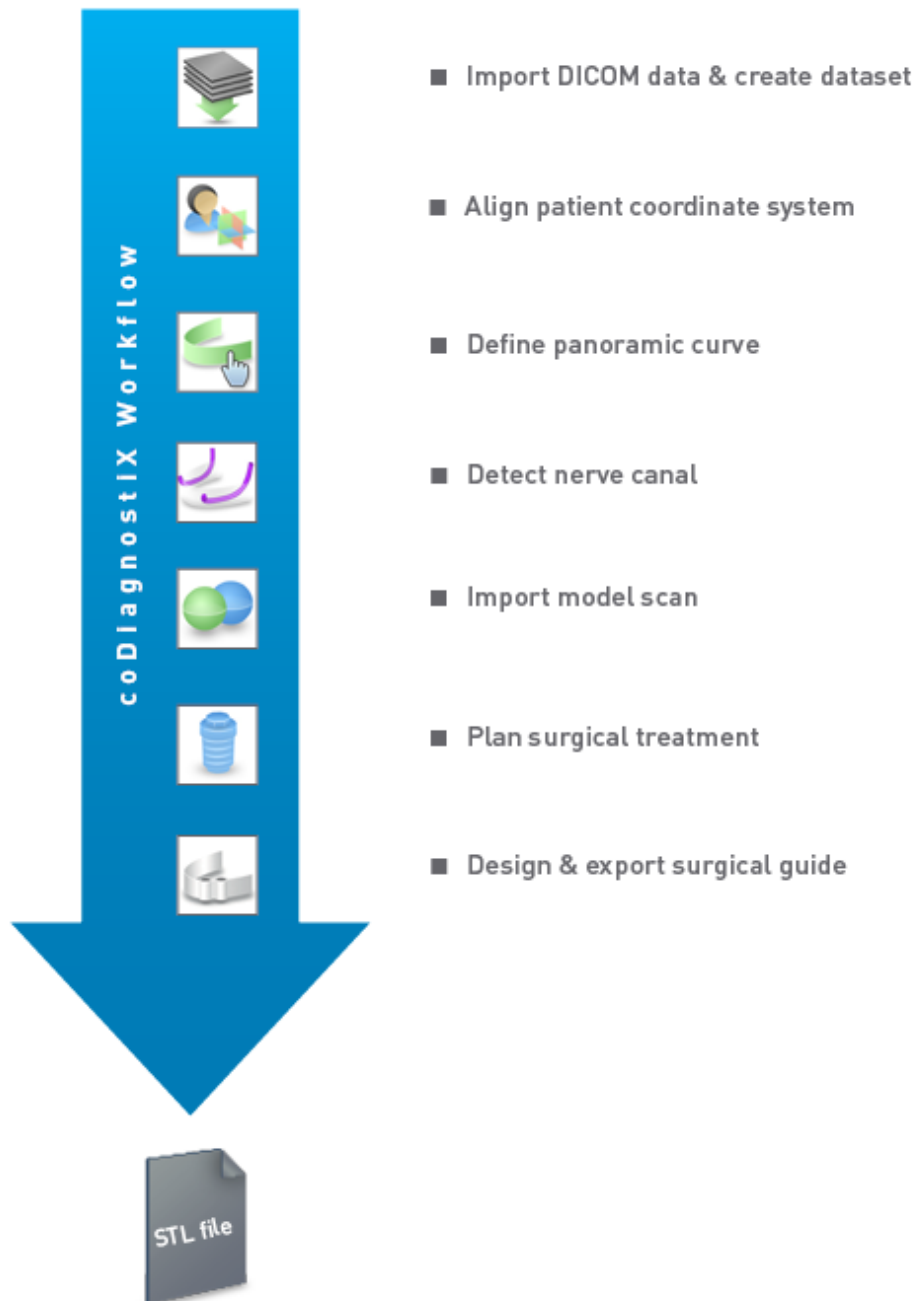 coDiagnostiX Workflow
■ Import DICOM data & create dataset
■ Align patient coordinate system
■ Define panoramic curve
■ Detect nerve canal
■ Import model scan
■ Plan surgical treatment
■ Design & export surgical guide
STL file